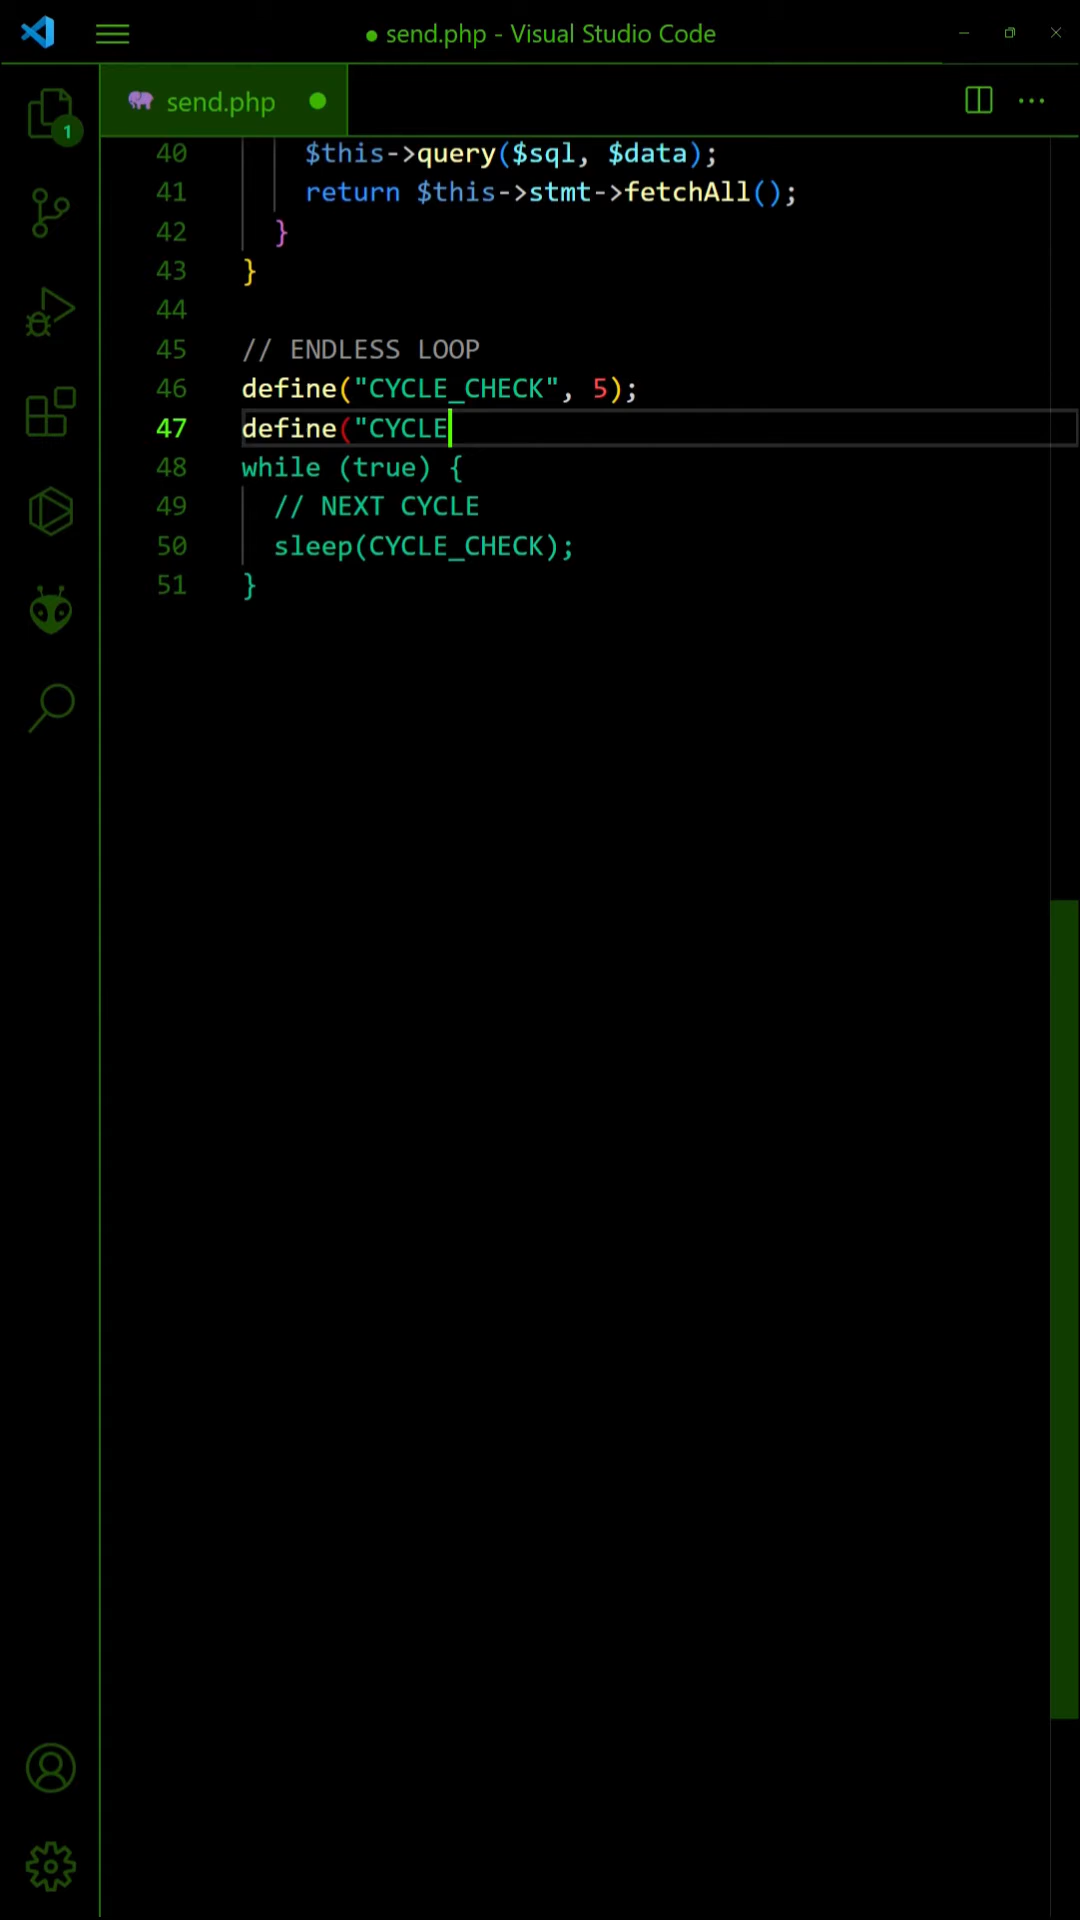 ● send.php - Visual Studio Code
send.php
1
40 $this->query($sql, $data);
41 return $this->stmt->fetchAll();
42 }
43 }
44
45 // ENDLESS LOOP
46 define("CYCLE_CHECK", 5);
47 define("CYCLE
48 while (true) {
49 // NEXT CYCLE
50 sleep(CYCLE_CHECK);
51 }